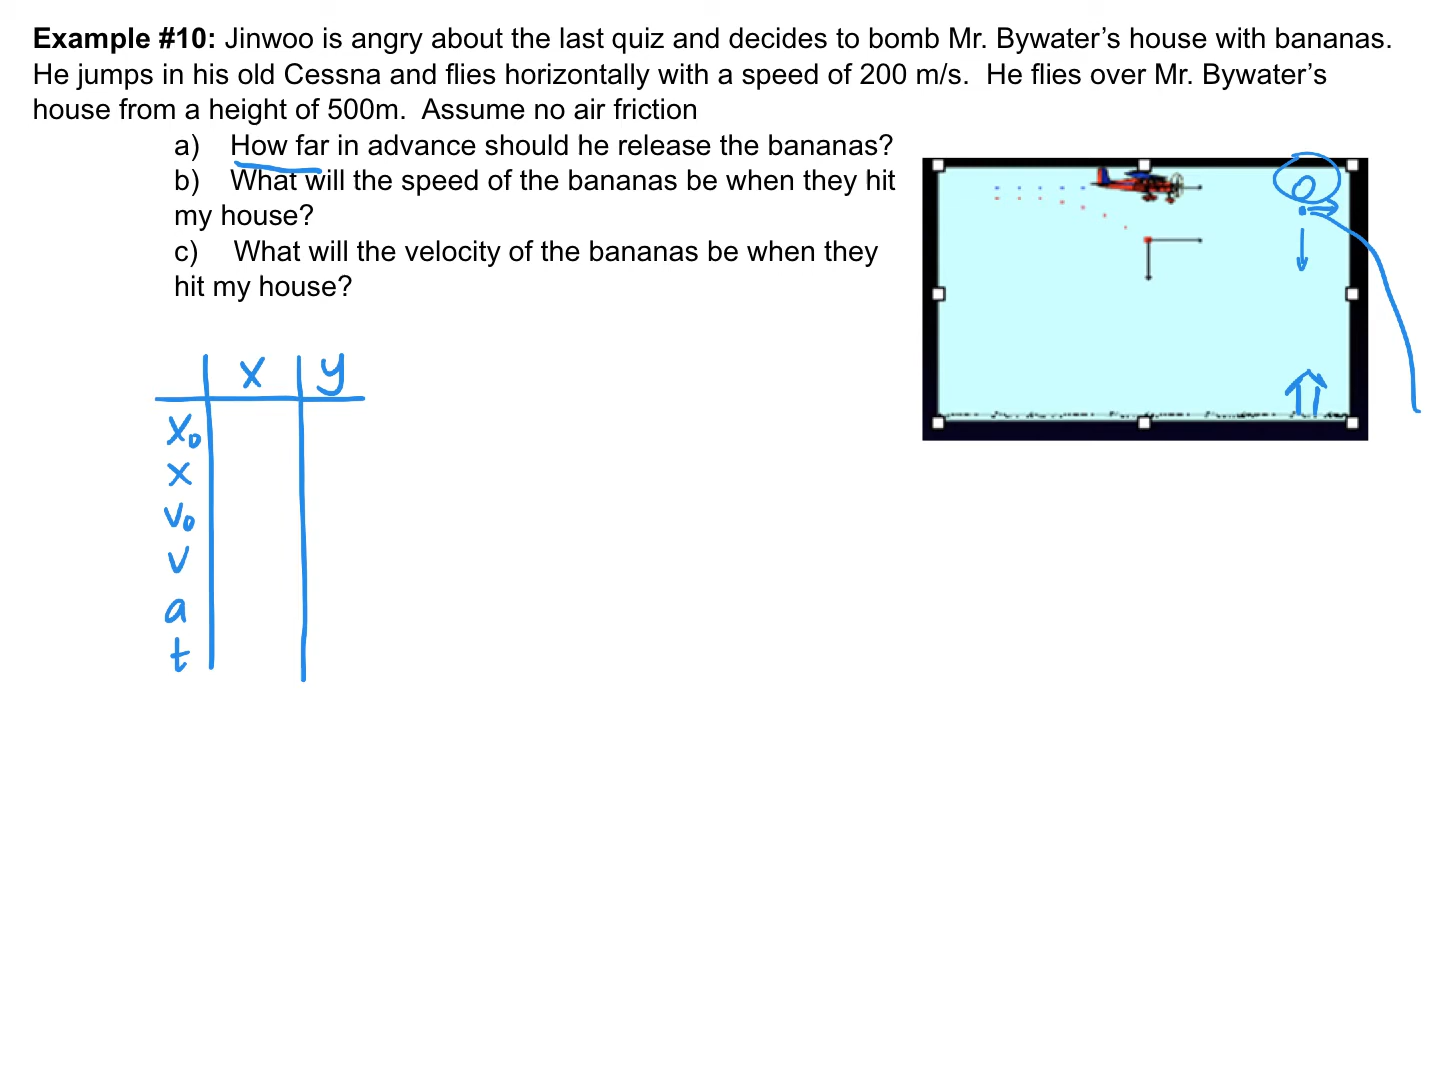 Example #10: Jinwoo is angry about the last quiz and decides to bomb Mr. Bywater’s house with bananas.
He jumps in his old Cessna and flies horizontally with a speed of 200 m/s.  He flies over Mr. Bywater’s
house from a height of 500m.  Assume no air friction
a) How far in advance should he release the bananas?
b) What will the speed of the bananas be when they hit
my house?
c) What will the velocity of the bananas be when they
hit my house?
x y
x₀
x
v₀
v
a
t